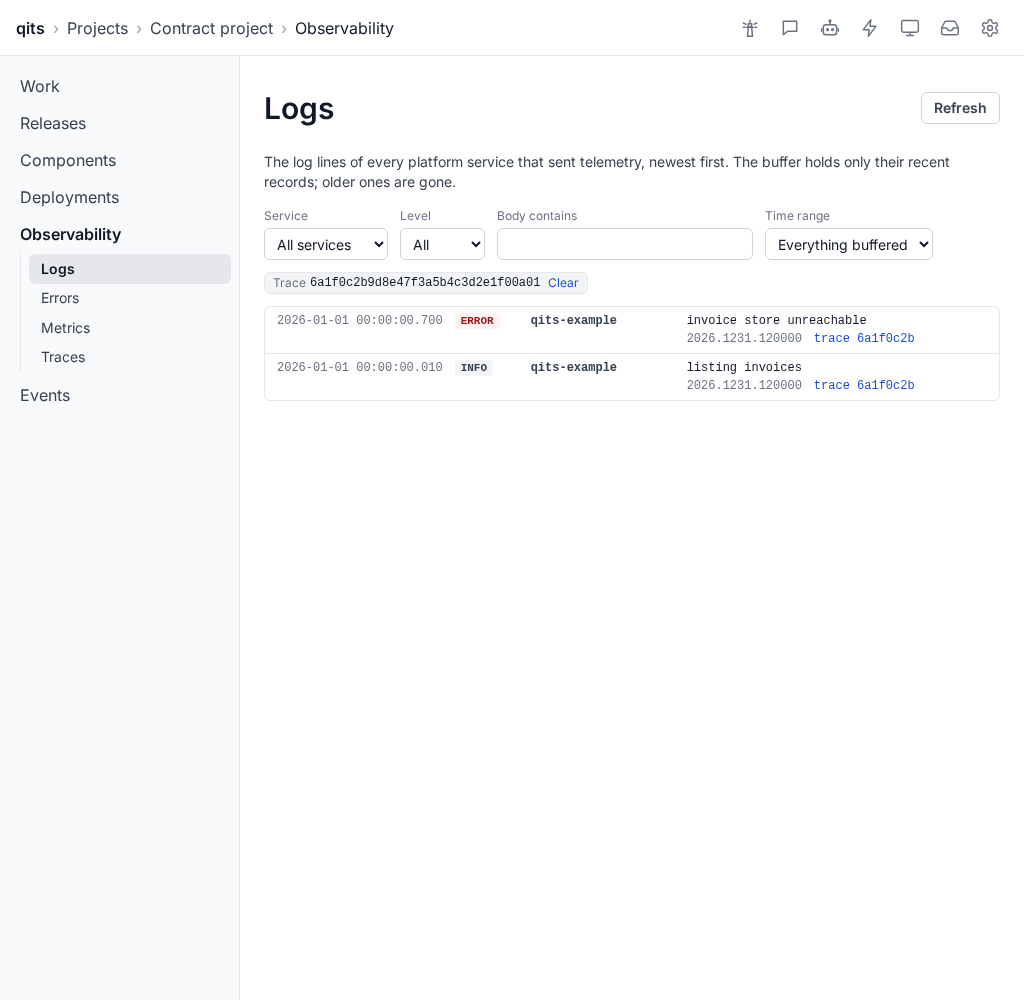 qits › Projects › Contract project › Observability
Work
Releases
Components
Deployments
Observability
Logs
Errors
Metrics
Traces
Events
Logs
Refresh
The log lines of every platform service that sent telemetry, newest first. The buffer holds only their recent
records; older ones are gone.
Service Level Body contains Time range
All services All Everything buffered
Trace 6a1f0c2b9d8e47f3a5b4c3d2e1f00a01 Clear
2026-01-01 00:00:00.700 ERROR qits-example invoice store unreachable
2026.1231.120000 trace 6a1f0c2b
2026-01-01 00:00:00.010 INFO qits-example listing invoices
2026.1231.120000 trace 6a1f0c2b